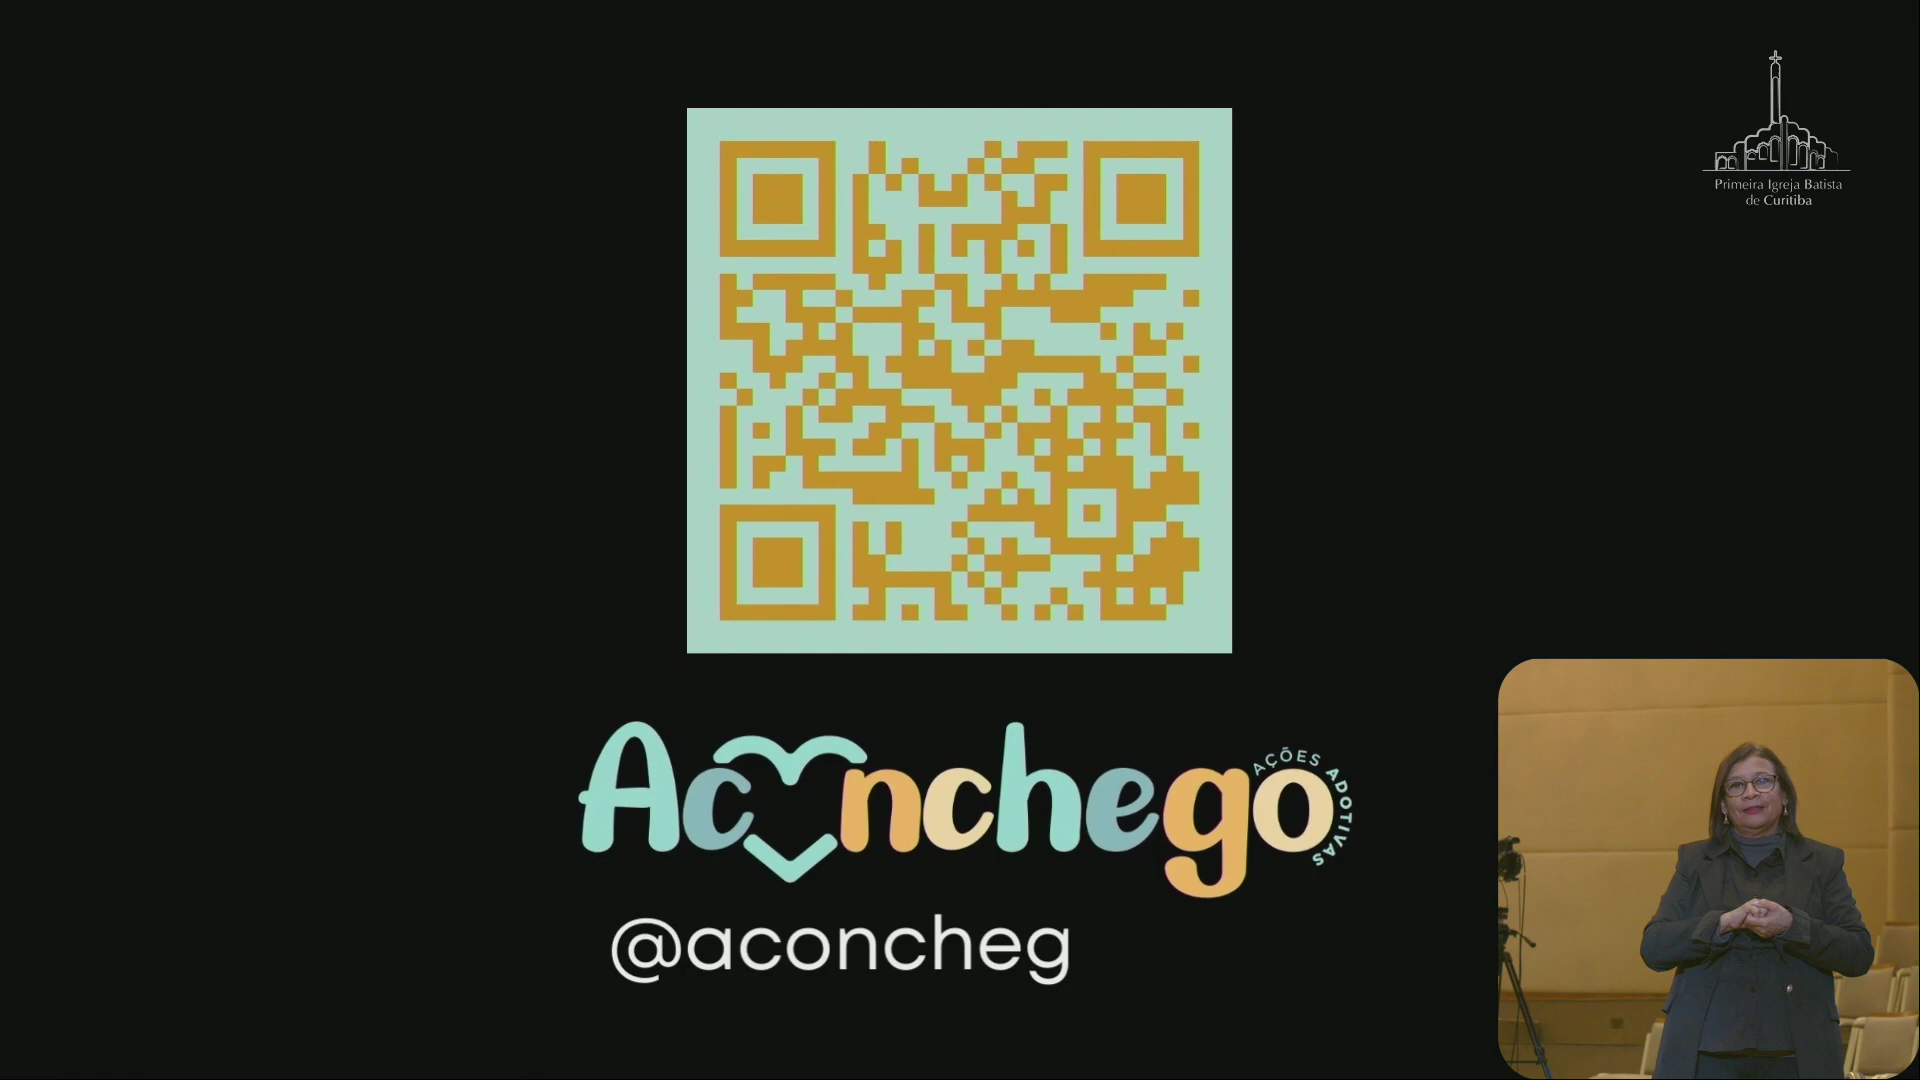 Primeira Igreja Batista
de Curitiba
Aconchego
AÇÕES ADOTIVAS
@aconcheg